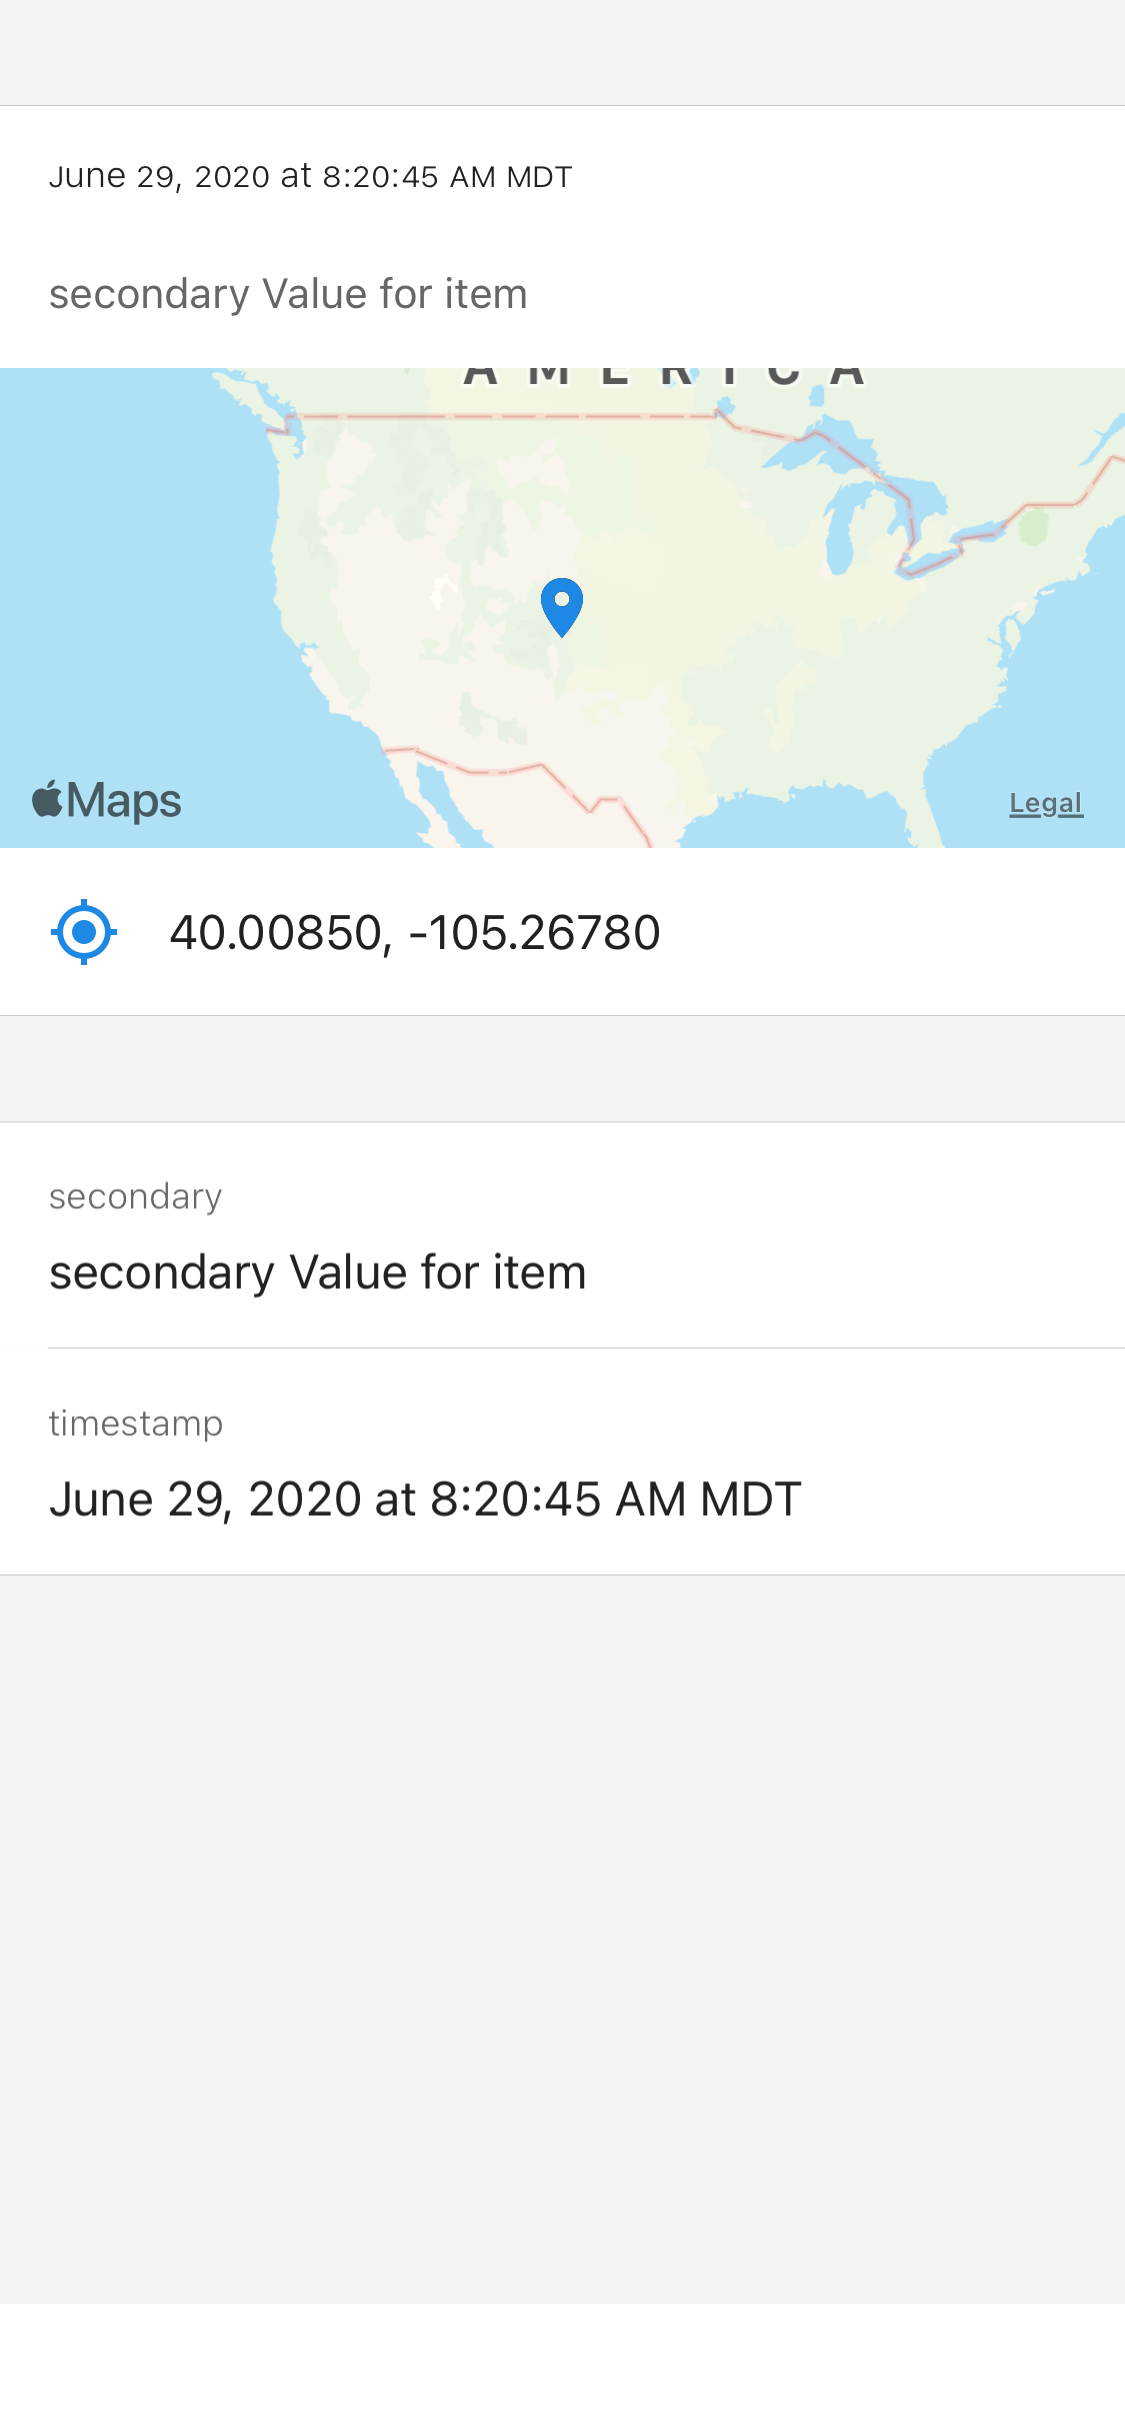 June 29, 2020 at 8:20:45 AM MDT
secondary Value for item
AMERICA
Maps
Legal
40.00850, -105.26780
secondary
secondary Value for item
timestamp
June 29, 2020 at 8:20:45 AM MDT